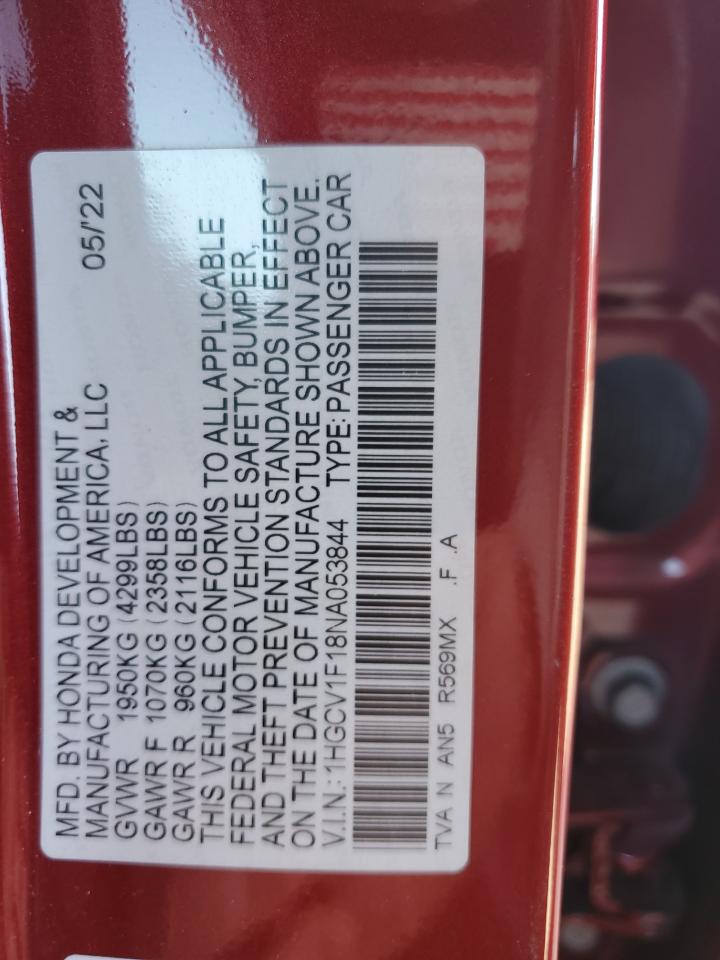 MFD. BY HONDA DEVELOPMENT &
MANUFACTURING OF AMERICA, LLC 05/'22
GVWR 1950KG (4299LBS)
GAWR F 1070KG (2358LBS)
GAWR R 960KG (2116LBS)
THIS VEHICLE CONFORMS TO ALL APPLICABLE
FEDERAL MOTOR VEHICLE SAFETY, BUMPER,
AND THEFT PREVENTION STANDARDS IN EFFECT
ON THE DATE OF MANUFACTURE SHOWN ABOVE.
V.I.N.: 1HGCV1F18NA053844 TYPE: PASSENGER CAR
TVA N AN5 R569MX .F .A